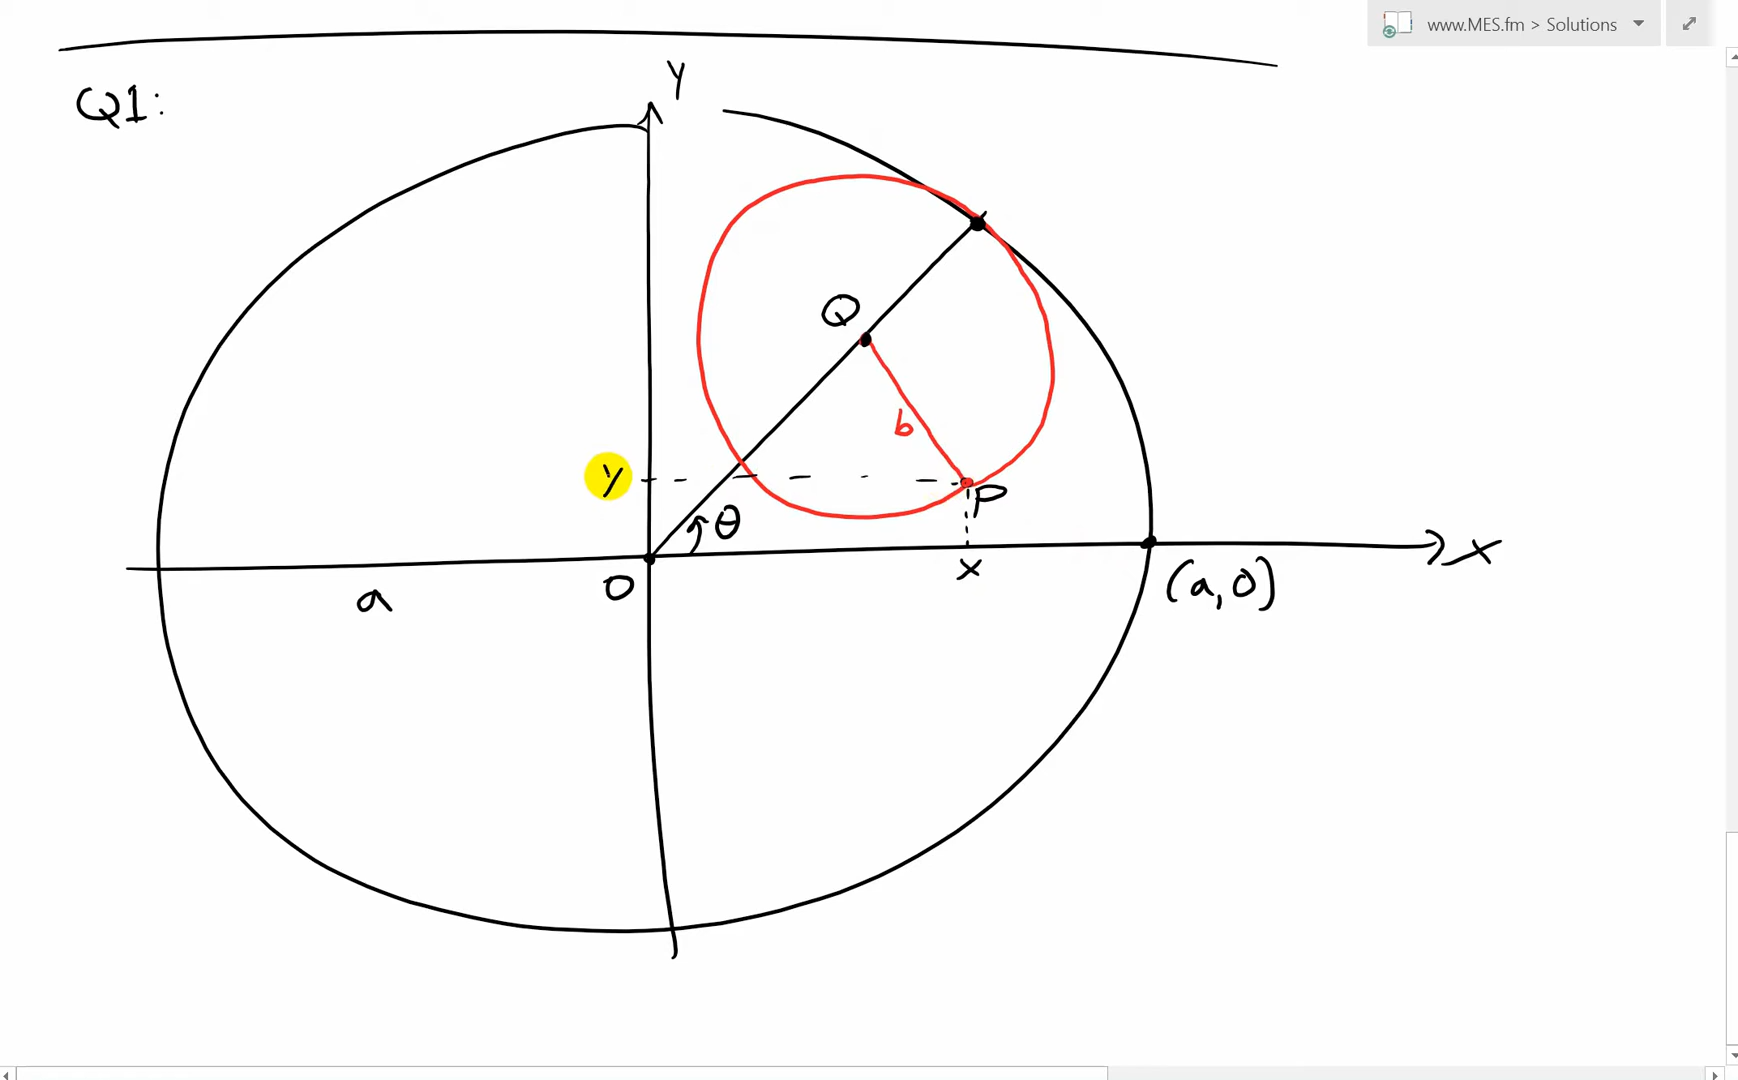 www.MES.fm > Solutions
Y
Q1:
Q
b
y
P
θ
O
x
X
a
(a,0)